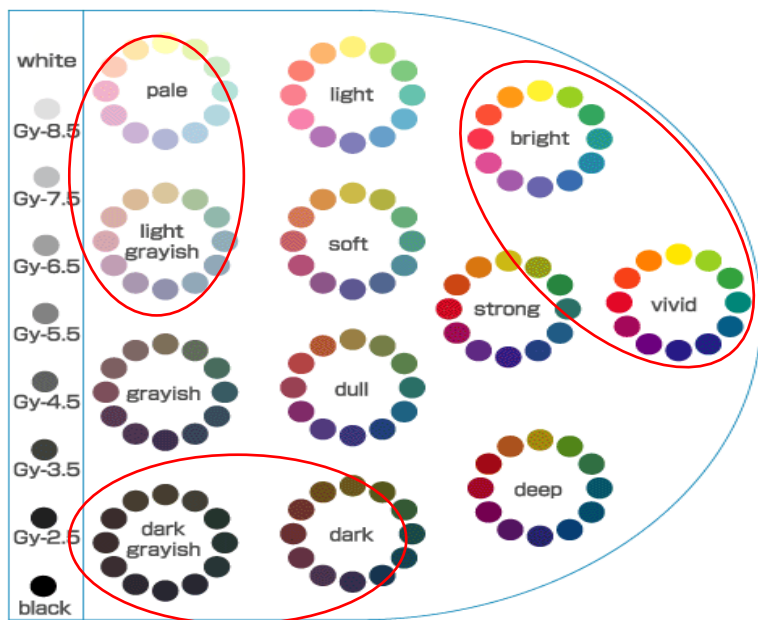 white
Gy-8.5
Gy-7.5
Gy-6.5
Gy-5.5
Gy-4.5
Gy-3.5
Gy-2.5
black
pale
light
bright
light
grayish
soft
strong
vivid
grayish
dull
deep
dark
grayish
dark